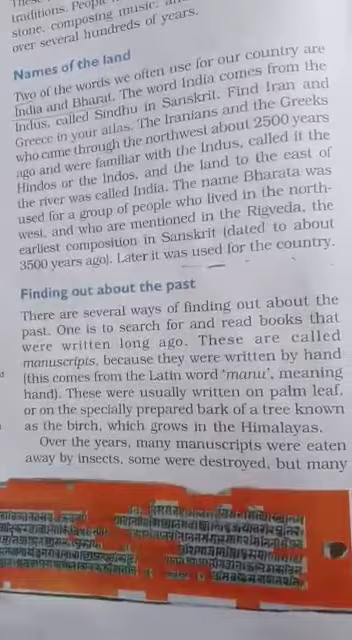 traditions. People
stone, composing music, an
over several hundreds of years.
Names of the land
Two of the words we often use for our country are
India and Bharat. The word India comes from the
Indus, called Sindhu in Sanskrit. Find Iran and
Greece in your atlas. The Iranians and the Greeks
who came through the northwest about 2500 years
ago and were familiar with the Indus, called it the
Hindos or the Indos, and the land to the east of
the river was called India. The name Bharata was
used for a group of people who lived in the north-
west, and who are mentioned in the Rigveda, the
earliest composition in Sanskrit (dated to about
3500 years ago). Later it was used for the country.
Finding out about the past
There are several ways of finding out about the
past. One is to search for and read books that
were written long ago. These are called
manuscripts, because they were written by hand
(this comes from the Latin word 'manu', meaning
hand). These were usually written on palm leaf,
or on the specially prepared bark of a tree known
as the birch, which grows in the Himalayas.
Over the years, many manuscripts were eaten
away by insects, some were destroyed, but many